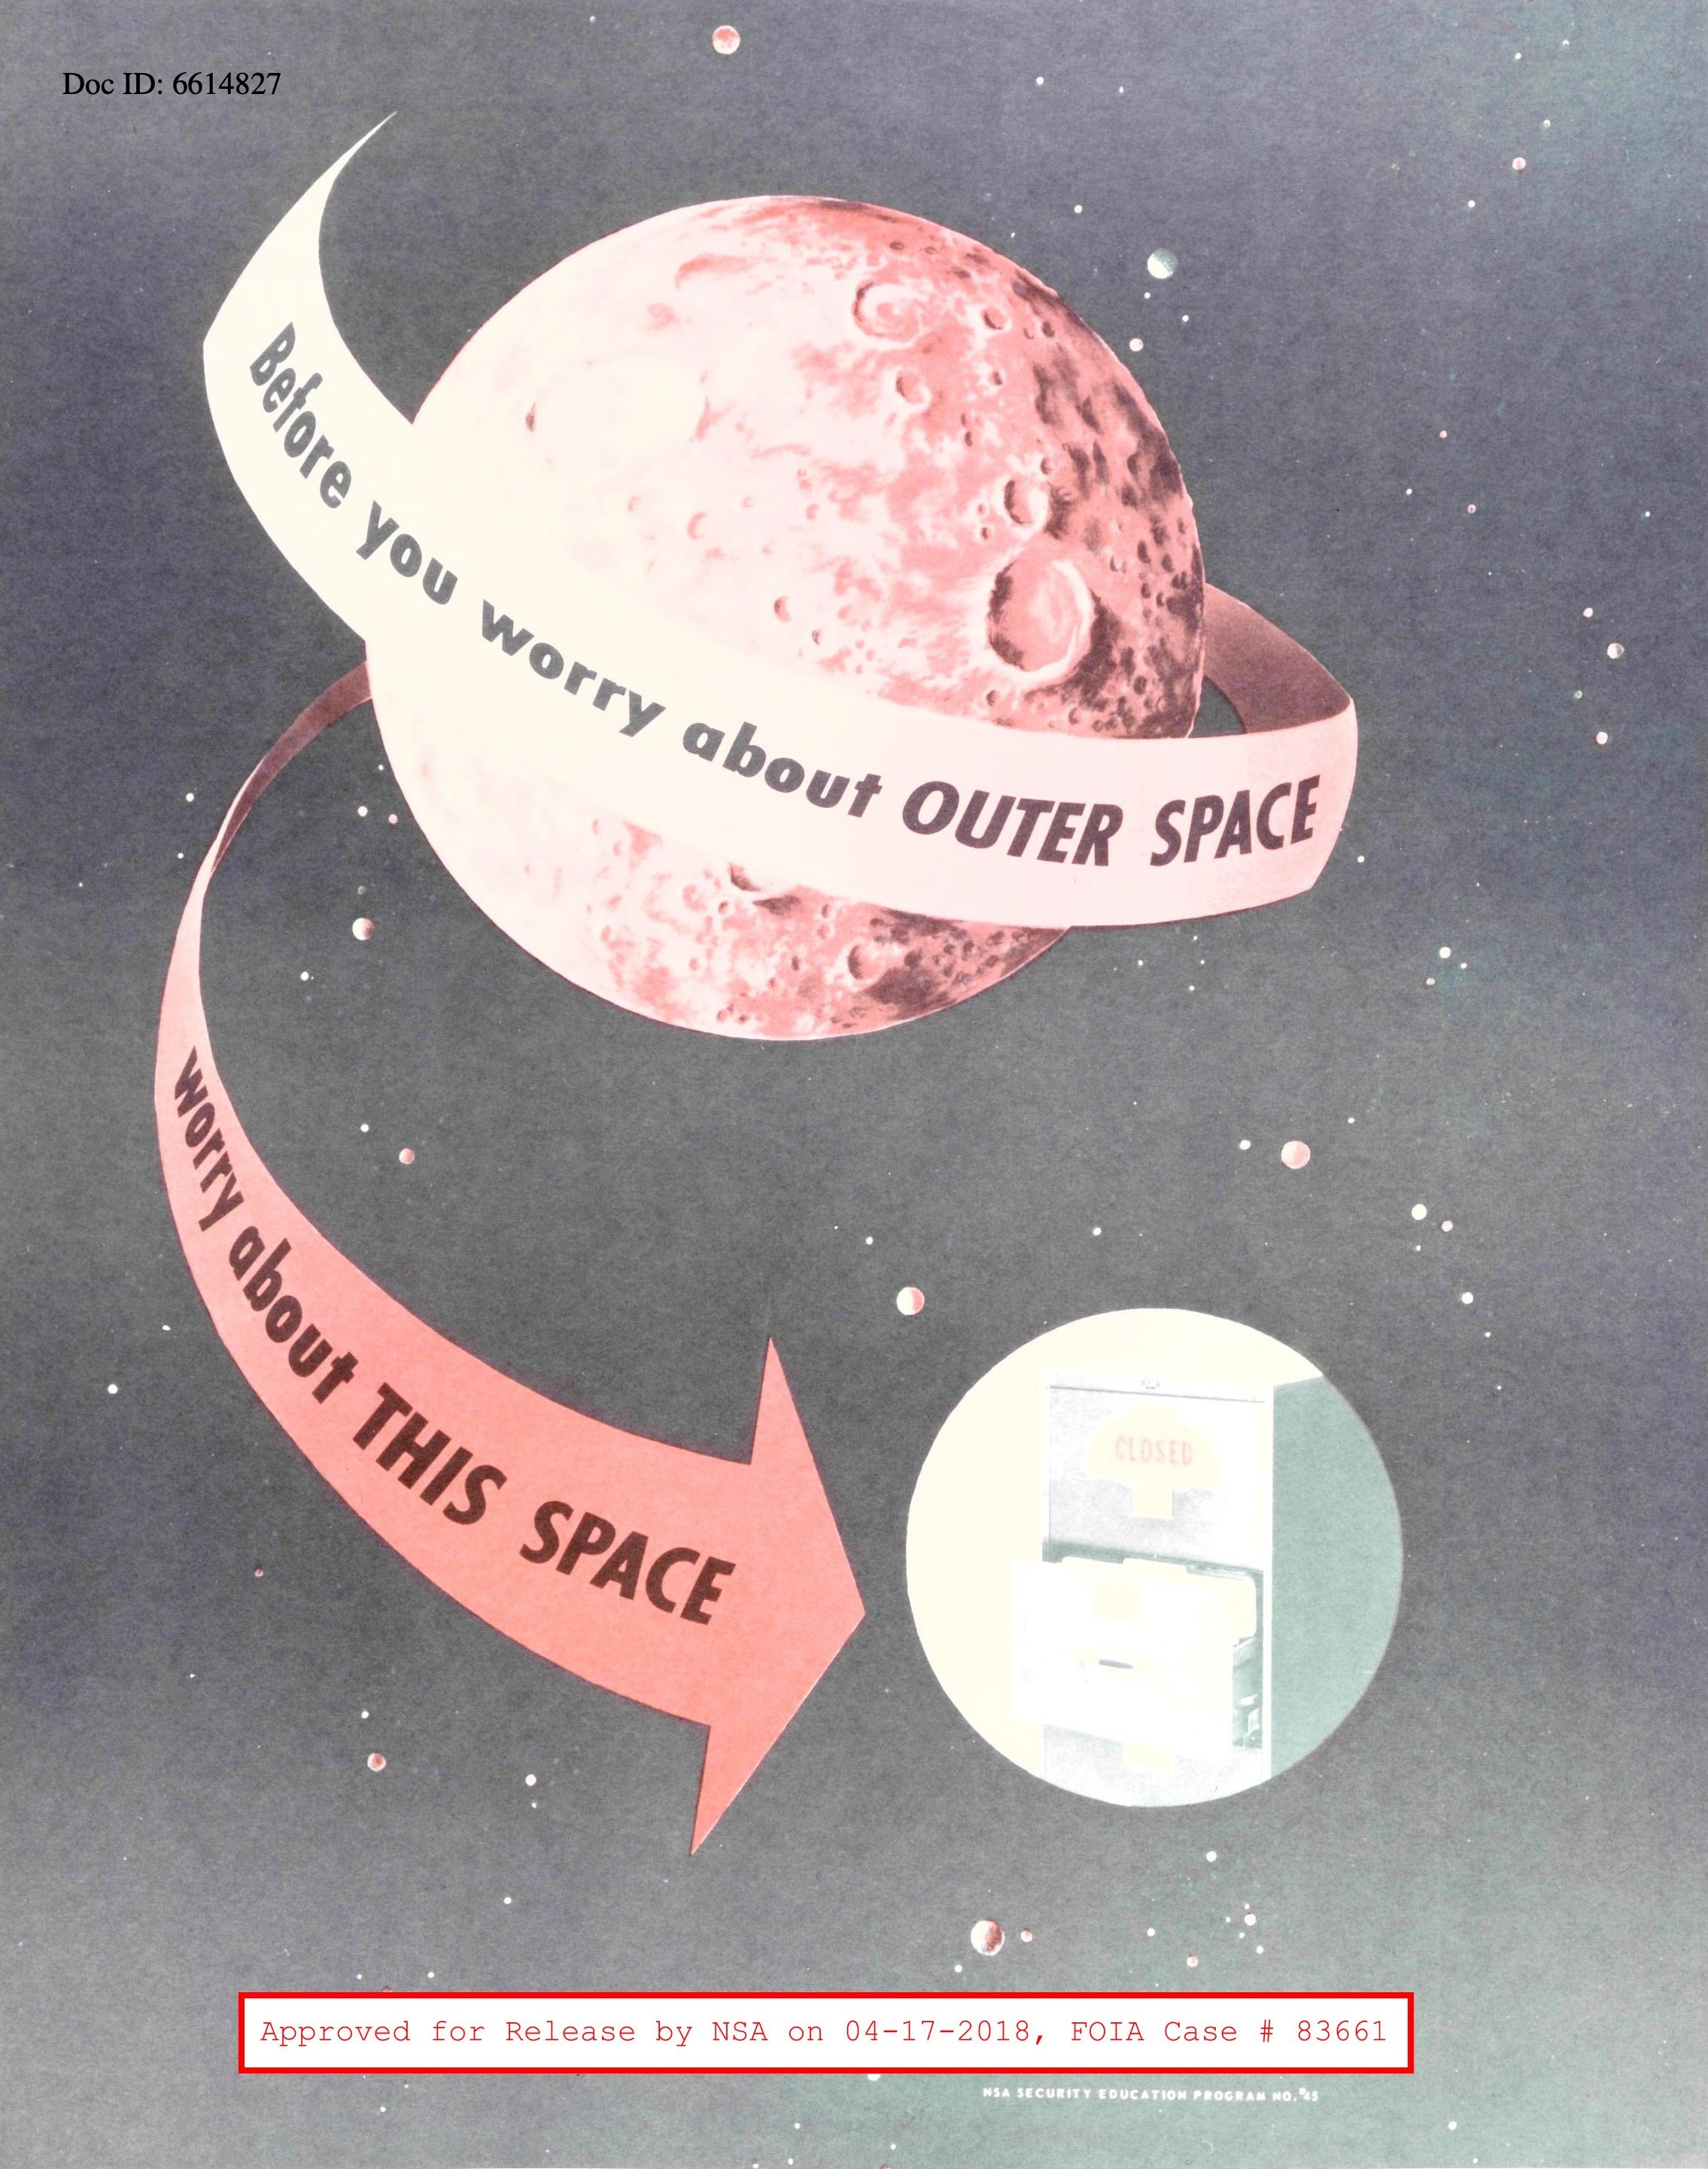 Doc ID: 6614827
Before you worry about OUTER SPACE
worry about THIS SPACE
CLOSED
Approved for Release by NSA on 04-17-2018, FOIA Case # 83661
NSA SECURITY EDUCATION PROGRAM NO. 45